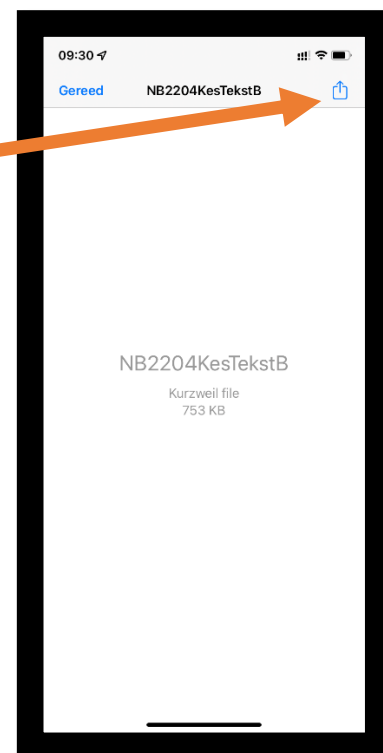 09:30
Gereed NB2204KesTekstB
NB2204KesTekstB
Kurzweil file
753 KB